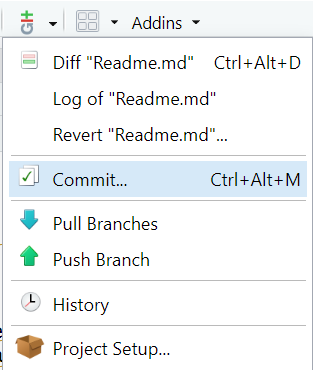 Addins
Diff "Readme.md" Ctrl+Alt+D
Log of "Readme.md"
Revert "Readme.md"...
Commit... Ctrl+Alt+M
Pull Branches
Push Branch
History
Project Setup...